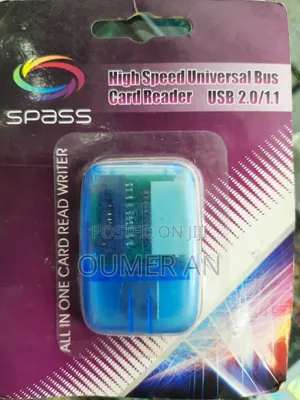 High Speed Universal Bus
Card Reader USB 2.0/1.1
SPASS
ALL IN ONE CARD READ WRITER
POSTED ON JIJI
OUMER AN